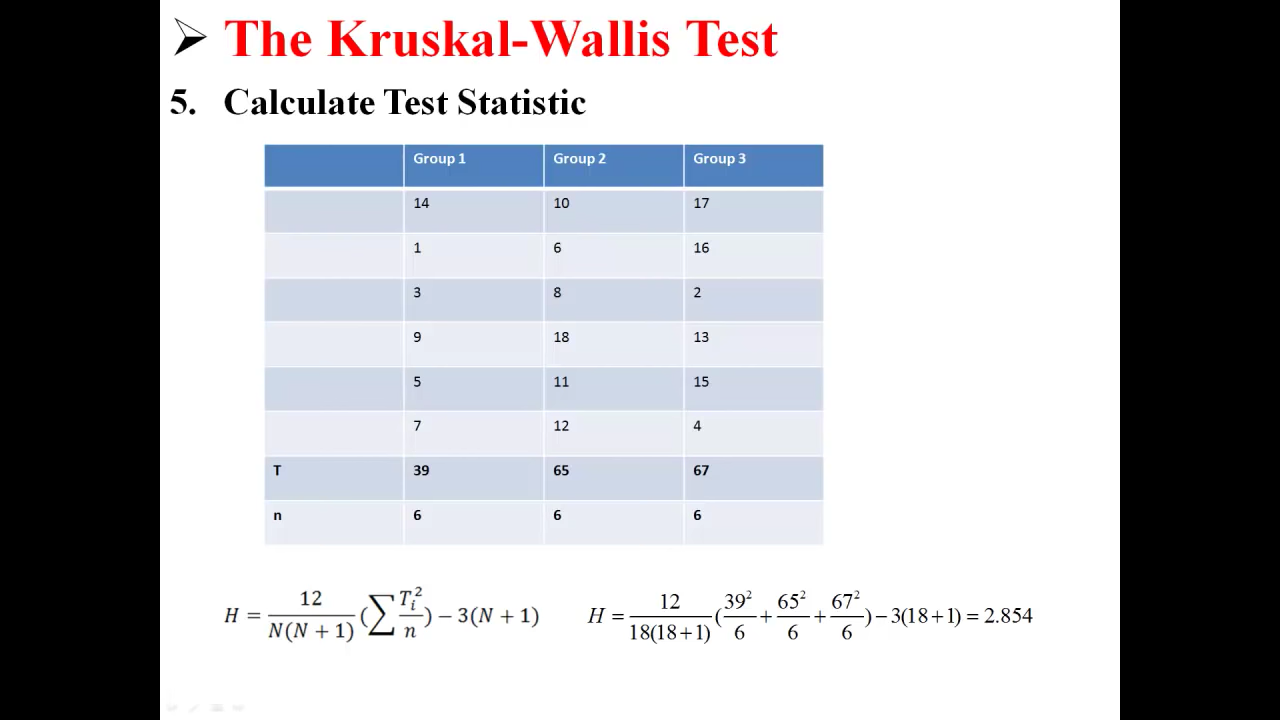 ➢ The Kruskal-Wallis Test
5. Calculate Test Statistic
Group 1 Group 2 Group 3
14 10 17
1 6 16
3 8 2
9 18 13
5 11 15
7 12 4
T 39 65 67
n 6 6 6
H = 12/N(N + 1) (∑ T_i²/n) − 3(N + 1)
H = 12/18(18+1) (39²/6 + 65²/6 + 67²/6) − 3(18+1) = 2.854